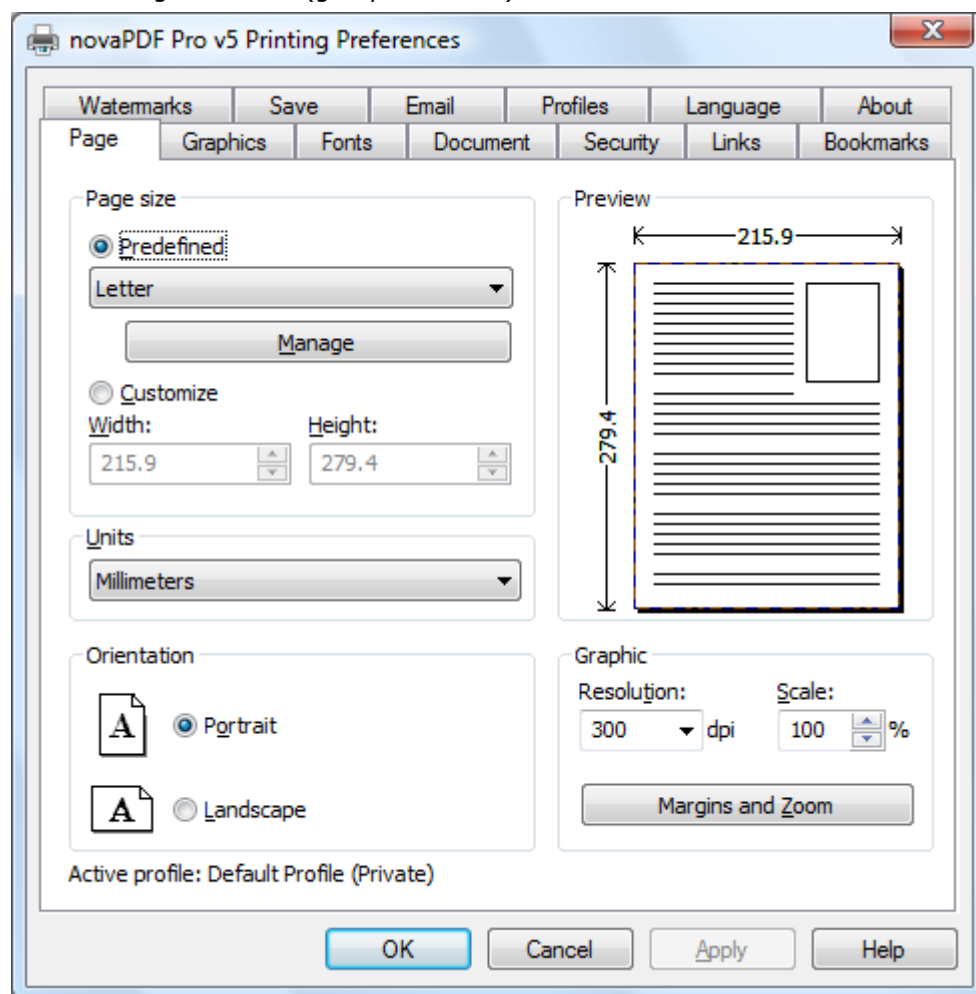 novaPDF Pro v5 Printing Preferences
Watermarks Save Email Profiles Language About
Page Graphics Fonts Document Security Links Bookmarks
Page size
Predefined
Letter
Manage
Customize
Width: Height:
215.9 279.4
Units
Millimeters
Preview
215.9
279.4
Orientation
A Portrait
A Landscape
Graphic
Resolution: Scale:
300 dpi 100 %
Margins and Zoom
Active profile: Default Profile (Private)
OK Cancel Apply Help